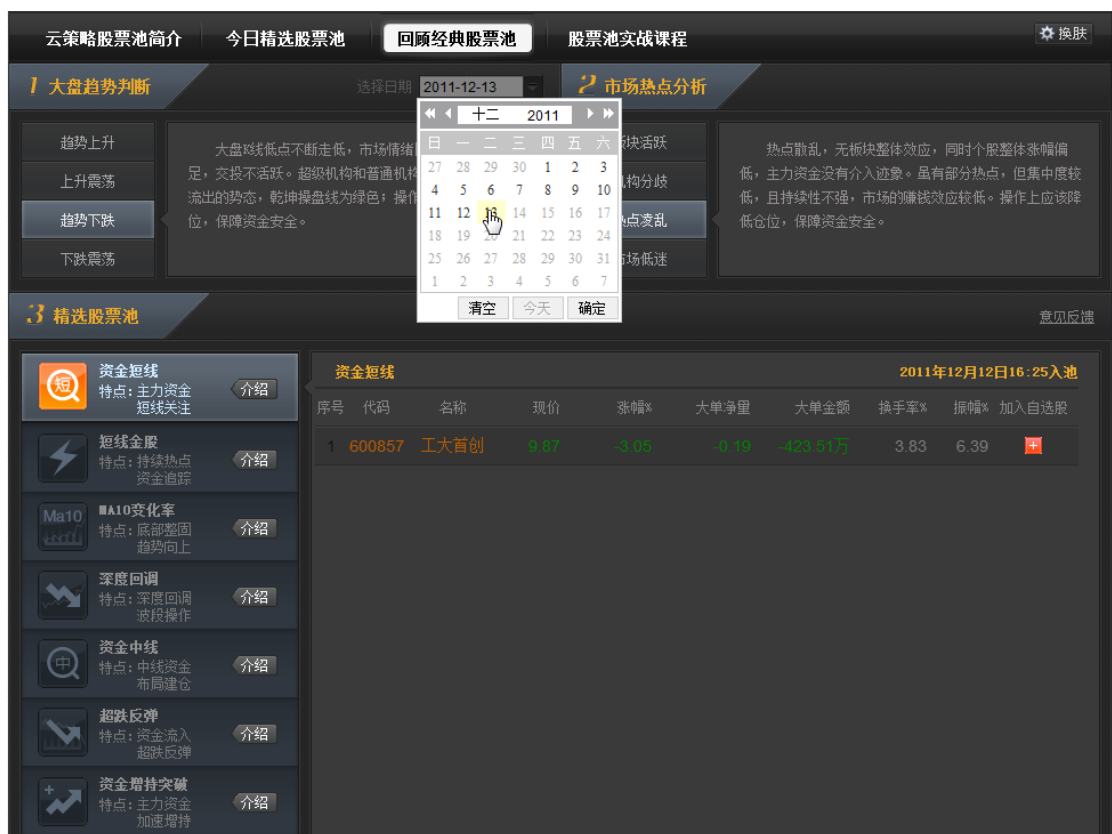 云策略股票池简介 今日精选股票池 回顾经典股票池 股票池实战课程 换肤
1 大盘趋势判断 选择日期 2011-12-13 2 市场热点分析
十二 2011
日 一 二 三 四 五 六
27 28 29 30 1 2 3
4 5 6 7 8 9 10
11 12 13 14 15 16 17
18 19 20 21 22 23 24
25 26 27 28 29 30 31
1 2 3 4 5 6 7
清空 今天 确定
趋势上升
上升震荡
趋势下跌
下跌震荡
大盘K线低点不断走低，市场情绪
足，交投不活跃。超级机构和普通机构
流出的势态，乾坤操盘线为绿色；操作
位，保障资金安全。
块活跃
构分歧
点凌乱
场低迷
热点散乱，无板块整体效应，同时个股整体涨幅偏
低，主力资金没有介入迹象。虽有部分热点，但集中度较
低，且持续性不强，市场的赚钱效应较低。操作上应该降
低仓位，保障资金安全。
3 精选股票池 意见反馈
资金短线
特点：主力资金 介绍
短线关注
短
短线金股
特点：持续热点 介绍
资金追踪
Ma10
MA10变化率
特点：底部整固 介绍
趋势向上
深度回调
特点：深度回调 介绍
波段操作
中
资金中线
特点：中线资金 介绍
布局建仓
超跌反弹
特点：资金流入 介绍
超跌反弹
资金增持突破
特点：主力资金 介绍
加速增持
资金短线 2011年12月12日16:25入池
序号 代码 名称 现价 涨幅% 大单净量 大单金额 换手率% 振幅% 加入自选股
1 600857 工大首创 9.87 -3.05 -0.19 -423.51万 3.83 6.39